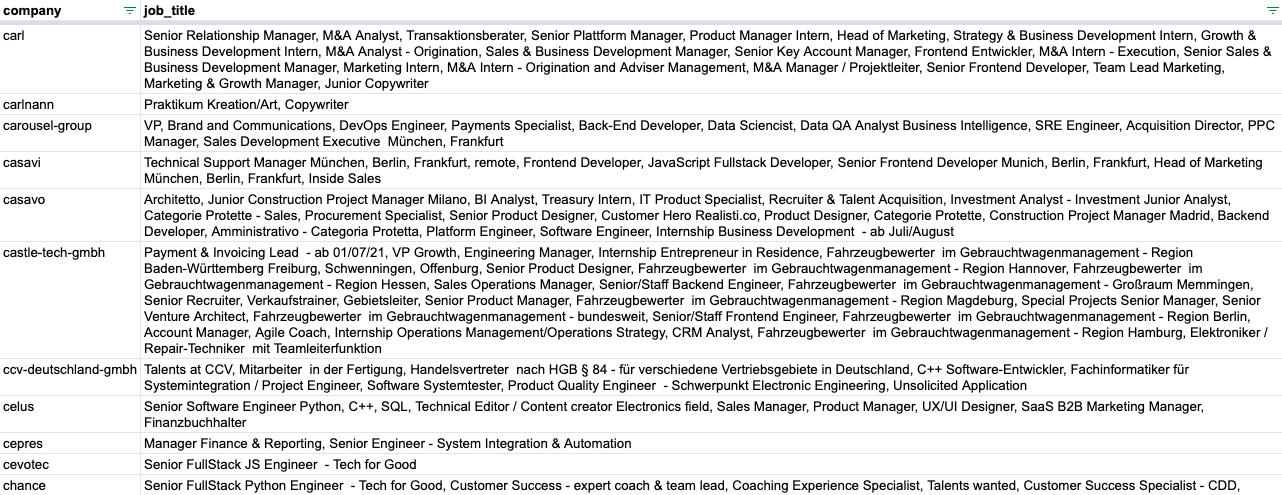 company job_title
carl Senior Relationship Manager, M&A Analyst, Transaktionsberater, Senior Plattform Manager, Product Manager Intern, Head of Marketing, Strategy & Business Development Intern, Growth &
Business Development Intern, M&A Analyst - Origination, Sales & Business Development Manager, Senior Key Account Manager, Frontend Entwickler, M&A Intern - Execution, Senior Sales &
Business Development Manager, Marketing Intern, M&A Intern - Origination and Adviser Management, M&A Manager / Projektleiter, Senior Frontend Developer, Team Lead Marketing,
Marketing & Growth Manager, Junior Copywriter
carlnann Praktikum Kreation/Art, Copywriter
carousel-group VP, Brand and Communications, DevOps Engineer, Payments Specialist, Back-End Developer, Data Sciencist, Data QA Analyst Business Intelligence, SRE Engineer, Acquisition Director, PPC
Manager, Sales Development Executive  München, Frankfurt
casavi Technical Support Manager München, Berlin, Frankfurt, remote, Frontend Developer, JavaScript Fullstack Developer, Senior Frontend Developer Munich, Berlin, Frankfurt, Head of Marketing
München, Berlin, Frankfurt, Inside Sales
casavo Architetto, Junior Construction Project Manager Milano, BI Analyst, Treasury Intern, IT Product Specialist, Recruiter & Talent Acquisition, Investment Analyst - Investment Junior Analyst,
Categorie Protette - Sales, Procurement Specialist, Senior Product Designer, Customer Hero Realisti.co, Product Designer, Categorie Protette, Construction Project Manager Madrid, Backend
Developer, Amministrativo - Categoria Protetta, Platform Engineer, Software Engineer, Internship Business Development  - ab Juli/August
castle-tech-gmbh Payment & Invoicing Lead  - ab 01/07/21, VP Growth, Engineering Manager, Internship Entrepreneur in Residence, Fahrzeugbewerter  im Gebrauchtwagenmanagement - Region
Baden-Württemberg Freiburg, Schwenningen, Offenburg, Senior Product Designer, Fahrzeugbewerter  im Gebrauchtwagenmanagement - Region Hannover, Fahrzeugbewerter  im
Gebrauchtwagenmanagement - Region Hessen, Sales Operations Manager, Senior/Staff Backend Engineer, Fahrzeugbewerter  im Gebrauchtwagenmanagement - Großraum Memmingen,
Senior Recruiter, Verkaufstrainer, Gebietsleiter, Senior Product Manager, Fahrzeugbewerter  im Gebrauchtwagenmanagement - Region Magdeburg, Special Projects Senior Manager, Senior
Venture Architect, Fahrzeugbewerter  im Gebrauchtwagenmanagement - bundesweit, Senior/Staff Frontend Engineer, Fahrzeugbewerter  im Gebrauchtwagenmanagement - Region Berlin,
Account Manager, Agile Coach, Internship Operations Management/Operations Strategy, CRM Analyst, Fahrzeugbewerter  im Gebrauchtwagenmanagement - Region Hamburg, Elektroniker /
Repair-Techniker  mit Teamleiterfunktion
ccv-deutschland-gmbh Talents at CCV, Mitarbeiter  in der Fertigung, Handelsvertreter  nach HGB § 84 - für verschiedene Vertriebsgebiete in Deutschland, C++ Software-Entwickler, Fachinformatiker für
Systemintegration / Project Engineer, Software Systemtester, Product Quality Engineer  - Schwerpunkt Electronic Engineering, Unsolicited Application
celus Senior Software Engineer Python, C++, SQL, Technical Editor / Content creator Electronics field, Sales Manager, Product Manager, UX/UI Designer, SaaS B2B Marketing Manager,
Finanzbuchhalter
cepres Manager Finance & Reporting, Senior Engineer - System Integration & Automation
cevotec Senior FullStack JS Engineer  - Tech for Good
chance Senior FullStack Python Engineer  - Tech for Good, Customer Success - expert coach & team lead, Coaching Experience Specialist, Talents wanted, Customer Success Specialist - CDD,